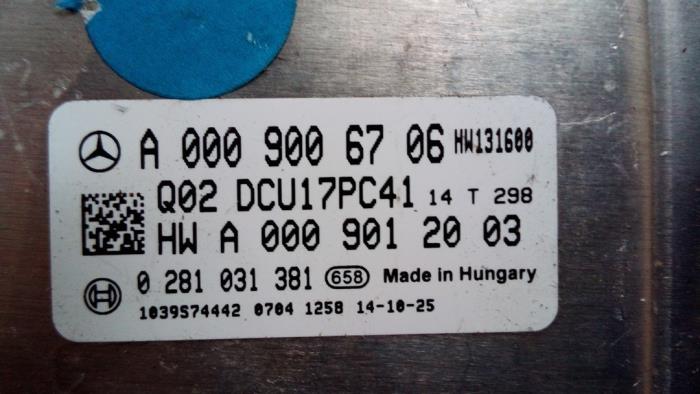 A 000 900 67 06 HW131600
Q02 DCU17PC41 14 T 298
HW A 000 901 20 03
0 281 031 381 658 Made in Hungary
1039S74442 0704 1258 14-10-25